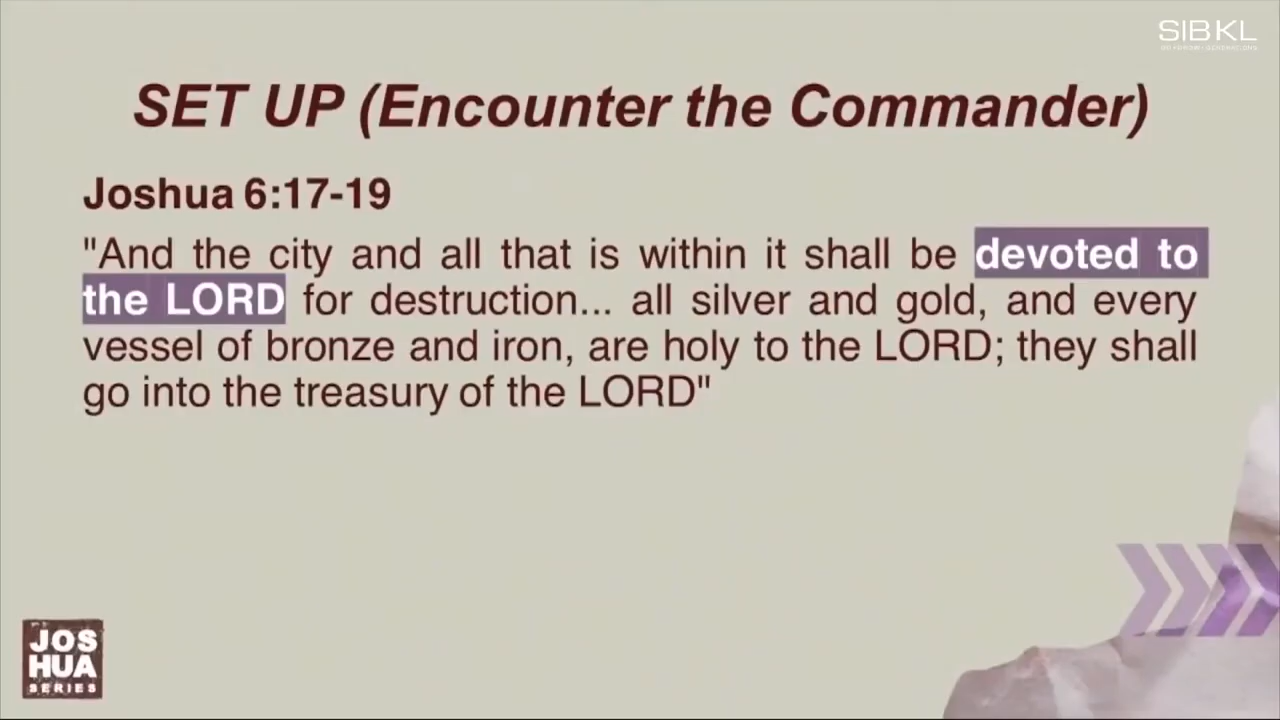 SIBKL
SET UP (Encounter the Commander)
Joshua 6:17-19
"And the city and all that is within it shall be devoted to
the LORD for destruction... all silver and gold, and every
vessel of bronze and iron, are holy to the LORD; they shall
go into the treasury of the LORD"
JOS
HUA
SERIES